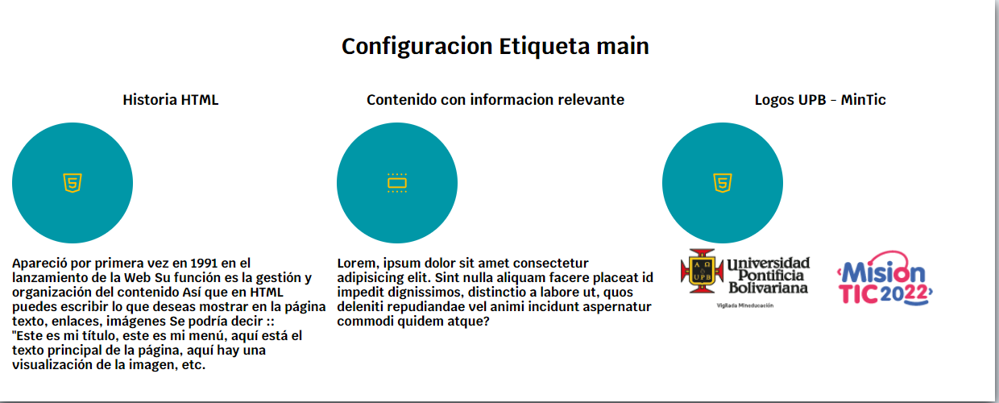 Configuracion Etiqueta main
Historia HTML
Contenido con informacion relevante
Logos UPB - MinTic
Apareció por primera vez en 1991 en el
lanzamiento de la Web Su función es la gestión y
organización del contenido Así que en HTML
puedes escribir lo que deseas mostrar en la página
texto, enlaces, imágenes Se podría decir ::
"Este es mi título, este es mi menú, aquí está el
texto principal de la página, aquí hay una
visualización de la imagen, etc.
Lorem, ipsum dolor sit amet consectetur
adipisicing elit. Sint nulla aliquam facere placeat id
impedit dignissimos, distinctio a labore ut, quos
deleniti repudiandae vel animi incidunt aspernatur
commodi quidem atque?
Α Ω
UPB
Universidad
Pontificia
Bolivariana
Vigilada Mineducación
Misión
TIC 2022